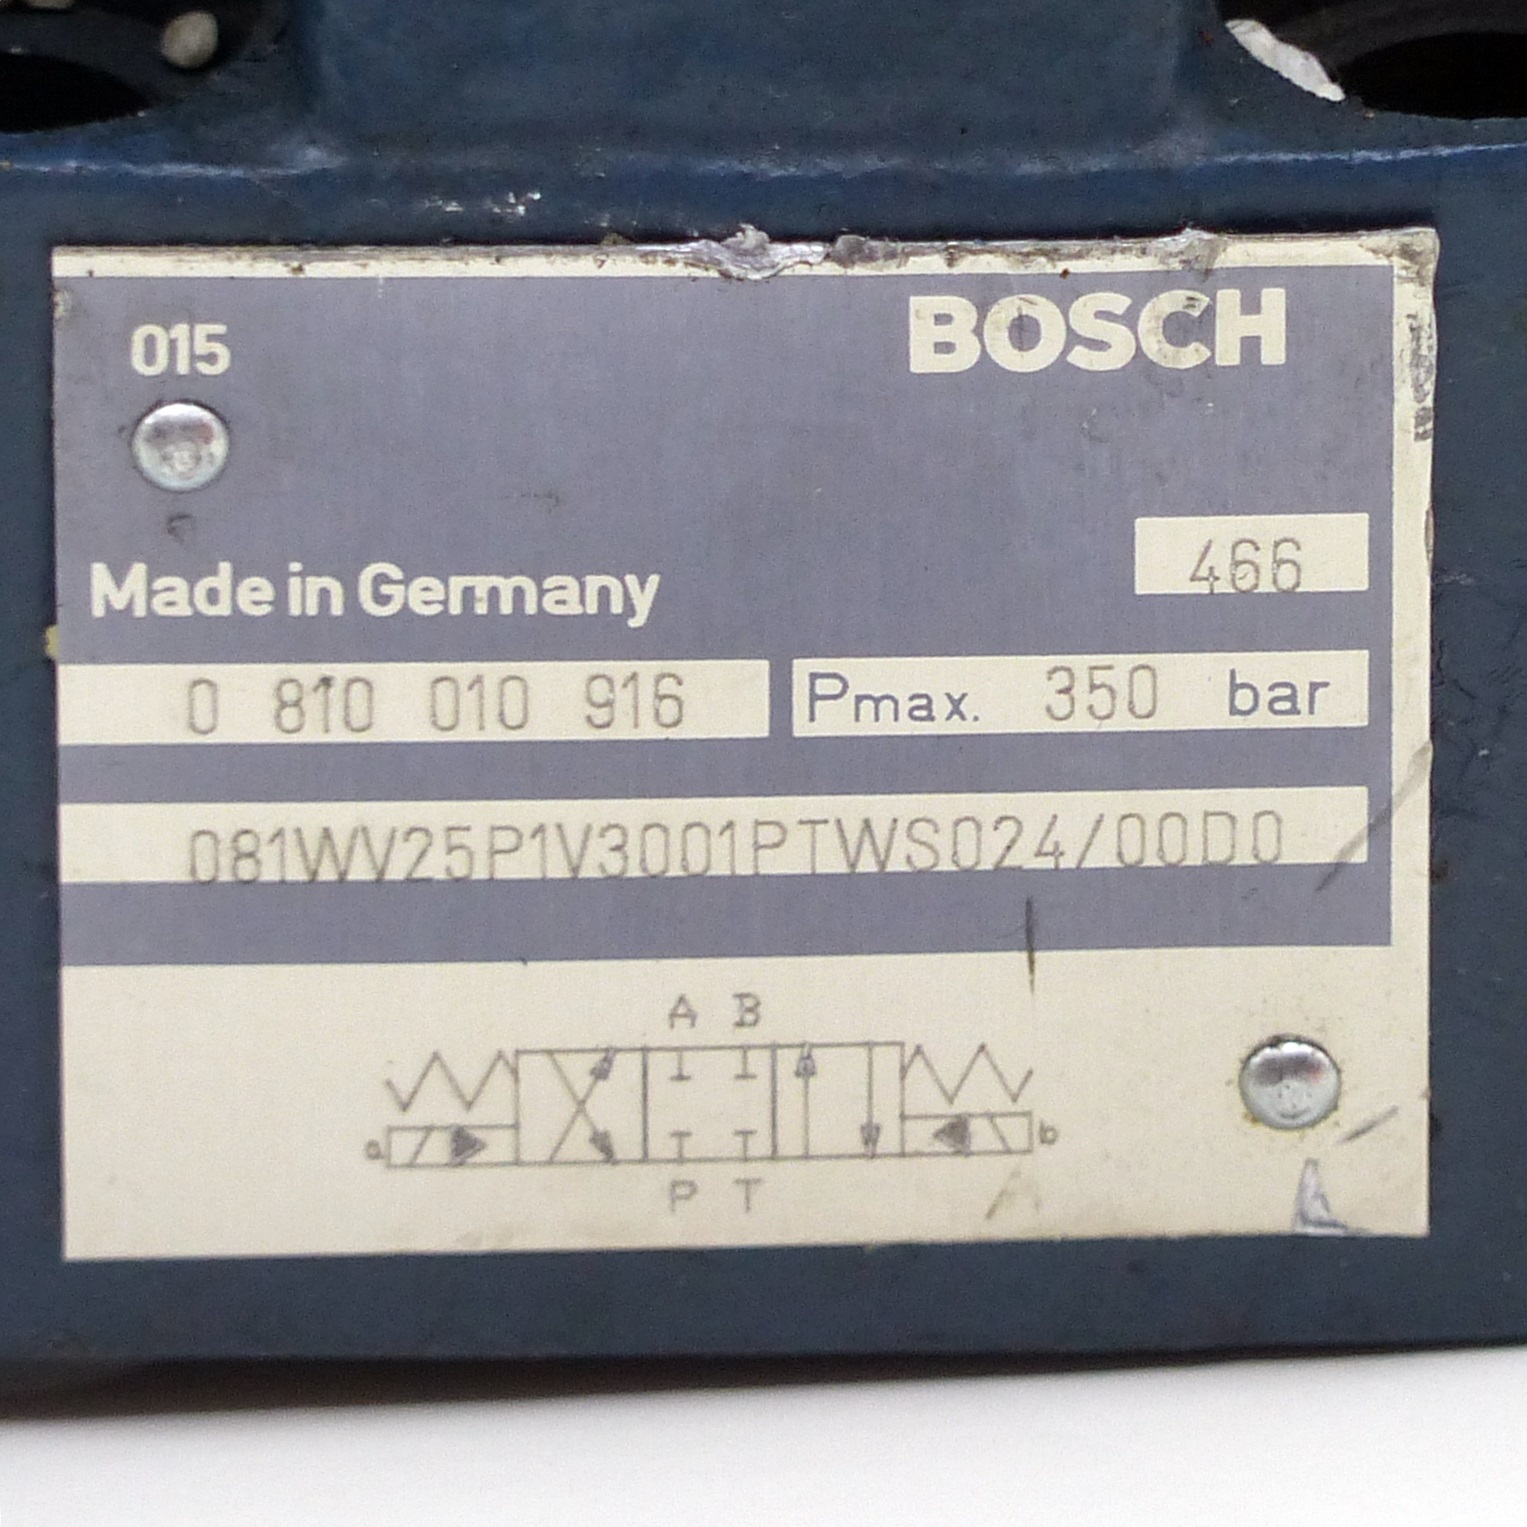 015
BOSCH
Made in Germany
466
0 810 010 916
Pmax. 350 bar
081WV25P1V3001PTWS024/00D0
A B
a b
P T